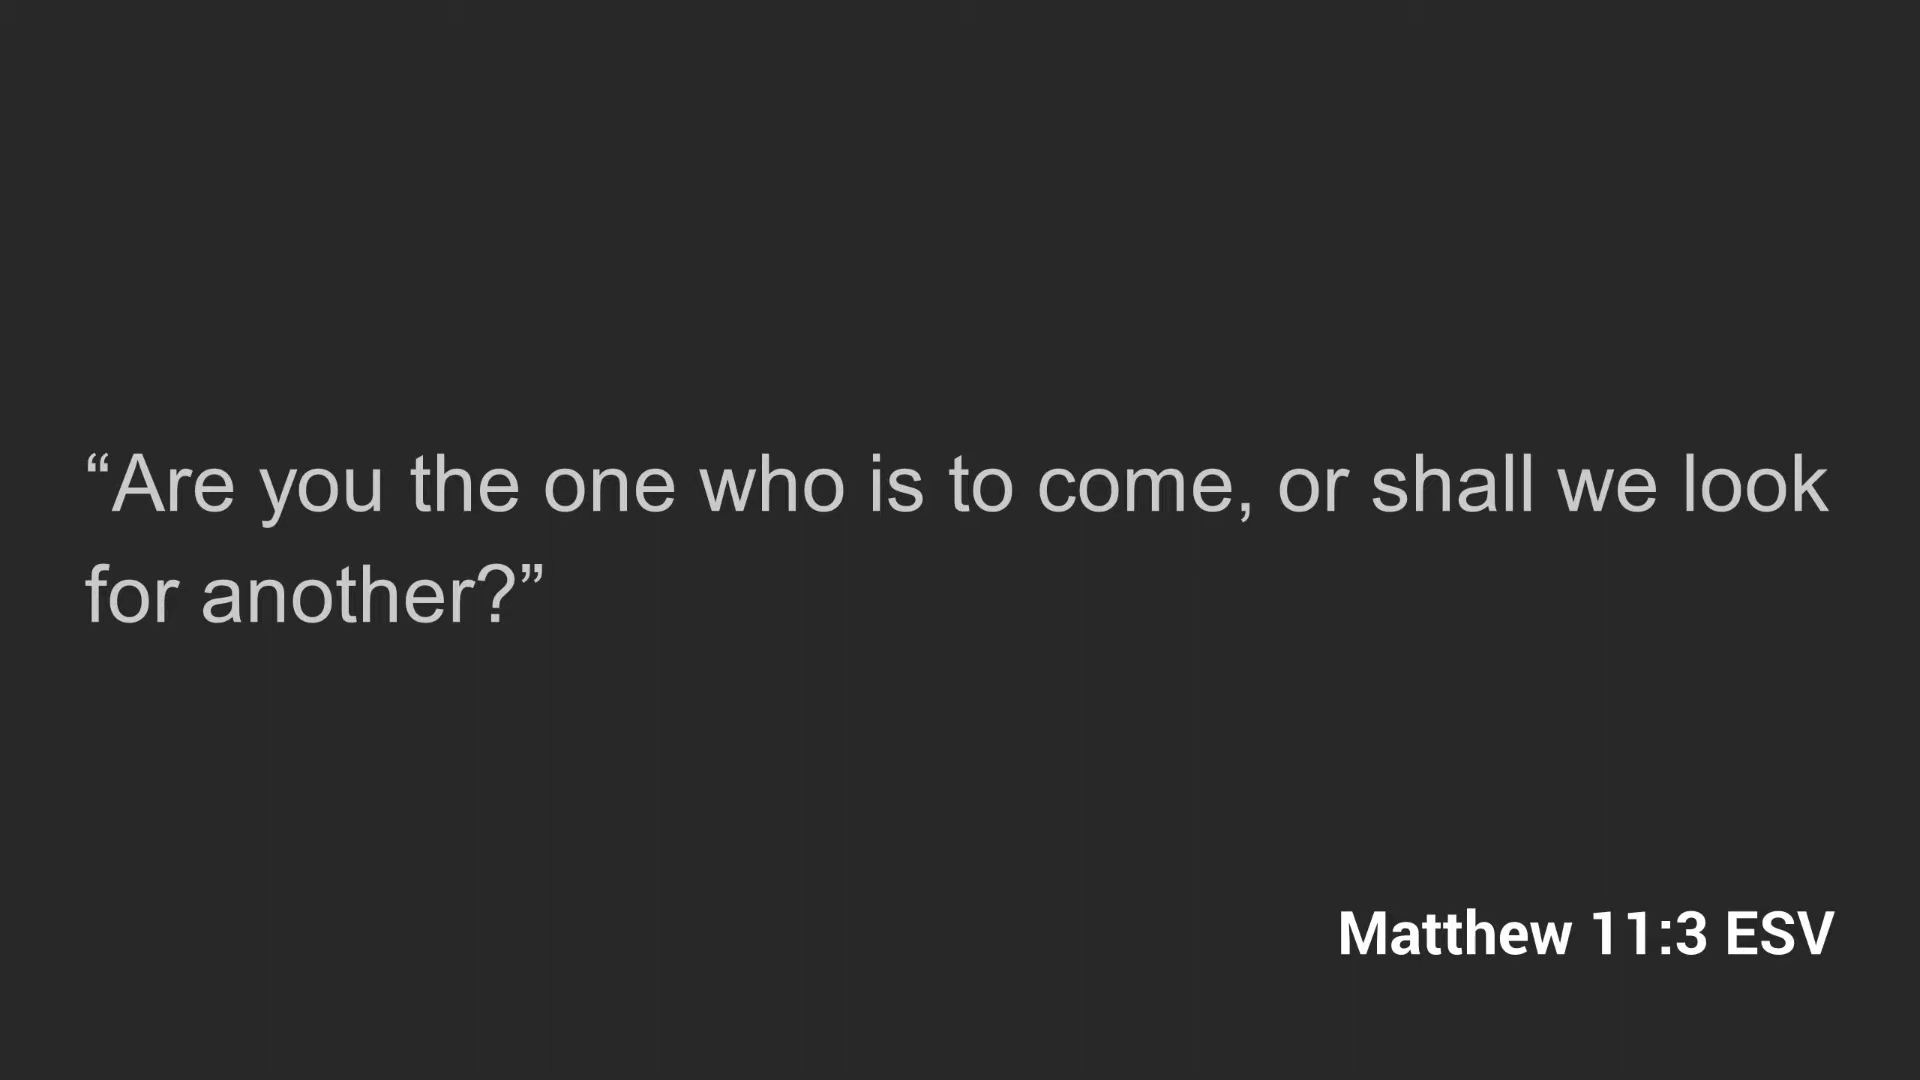 “Are you the one who is to come, or shall we look
for another?”
Matthew 11:3 ESV